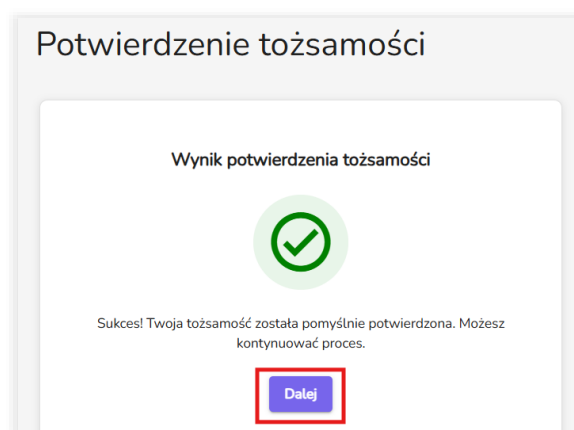 Potwierdzenie tożsamości
Wynik potwierdzenia tożsamości
Sukces! Twoja tożsamość została pomyślnie potwierdzona. Możesz
kontynuować proces.
Dalej